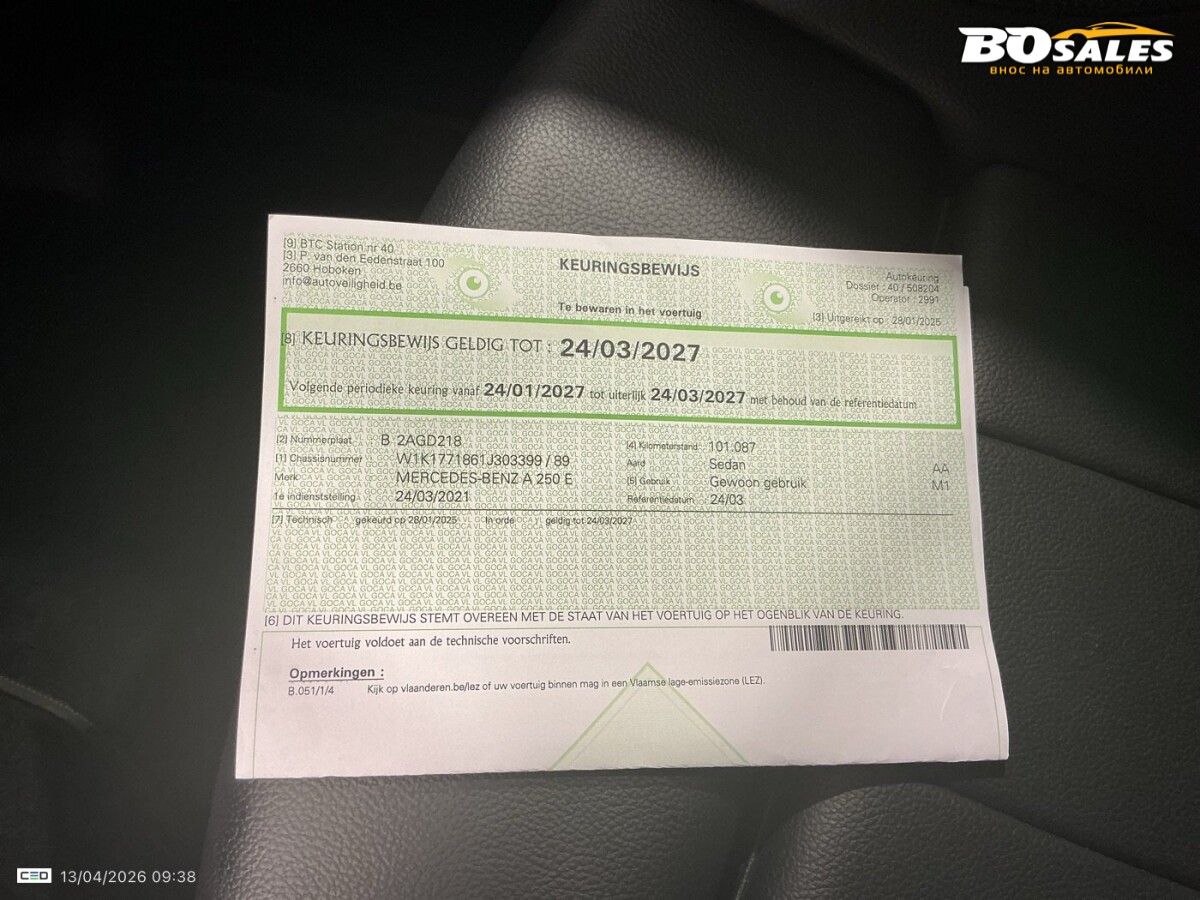 BOSALES
внос на автомобили
[9] BTC Station nr 40
[3] P. van den Eedenstraat 100
2660 Hoboken
info@autoveiligheid.be
KEURINGSBEWIJS
Te bewaren in het voertuig
Autokeuring
Dossier : 40 / 508204
Operator : 2991
[3] Uitgereikt op : 28/01/2025
[8] KEURINGSBEWIJS GELDIG TOT : 24/03/2027
Volgende periodieke keuring vanaf 24/01/2027 tot uiterlijk 24/03/2027 met behoud van de referentiedatum
[2] Nummerplaat B 2AGD218 [4] Kilometerstand 101.087
[1] Chassisnummer W1K1771861J303399 / 89 Aard Sedan AA
Merk MERCEDES-BENZ A 250 E [5] Gebruik Gewoon gebruik M1
1e indienststelling 24/03/2021 Referentiedatum 24/03
[7] Technisch gekeurd op 28/01/2025 In orde geldig tot 24/03/2027
[6] DIT KEURINGSBEWIJS STEMT OVEREEN MET DE STAAT VAN HET VOERTUIG OP HET OGENBLIK VAN DE KEURING.
Het voertuig voldoet aan de technische voorschriften.
Opmerkingen :
B.051/1/4 Kijk op vlaanderen.be/lez of uw voertuig binnen mag in een Vlaamse lage-emissiezone (LEZ).
CEO 13/04/2026 09:38